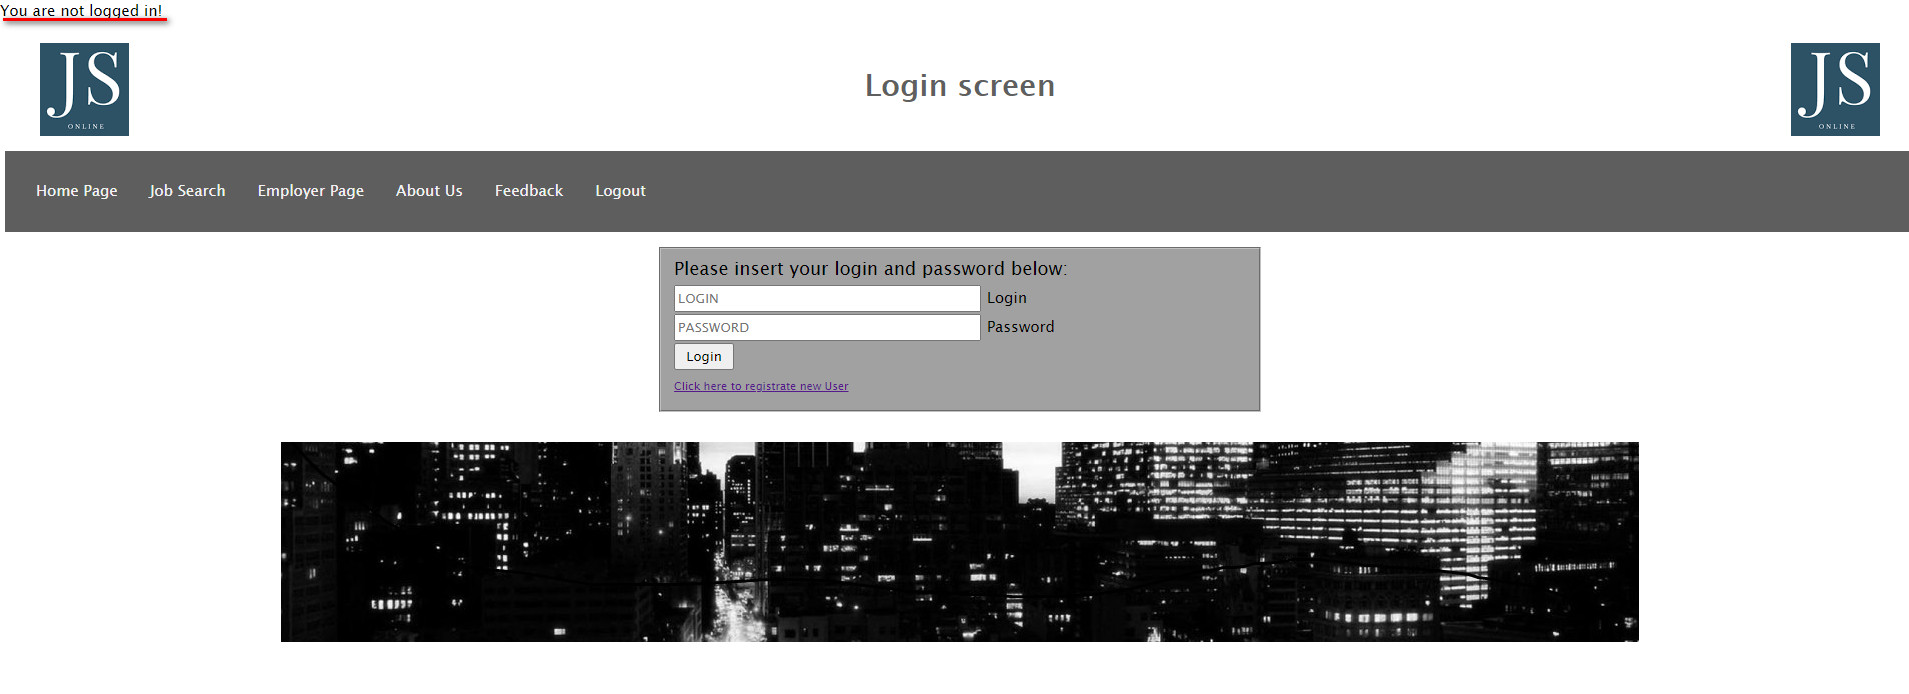 You are not logged in!
JS
ONLINE
Login screen
JS
ONLINE
Home Page Job Search Employer Page About Us Feedback Logout
Please insert your login and password below:
LOGIN Login
PASSWORD Password
Login
Click here to registrate new User